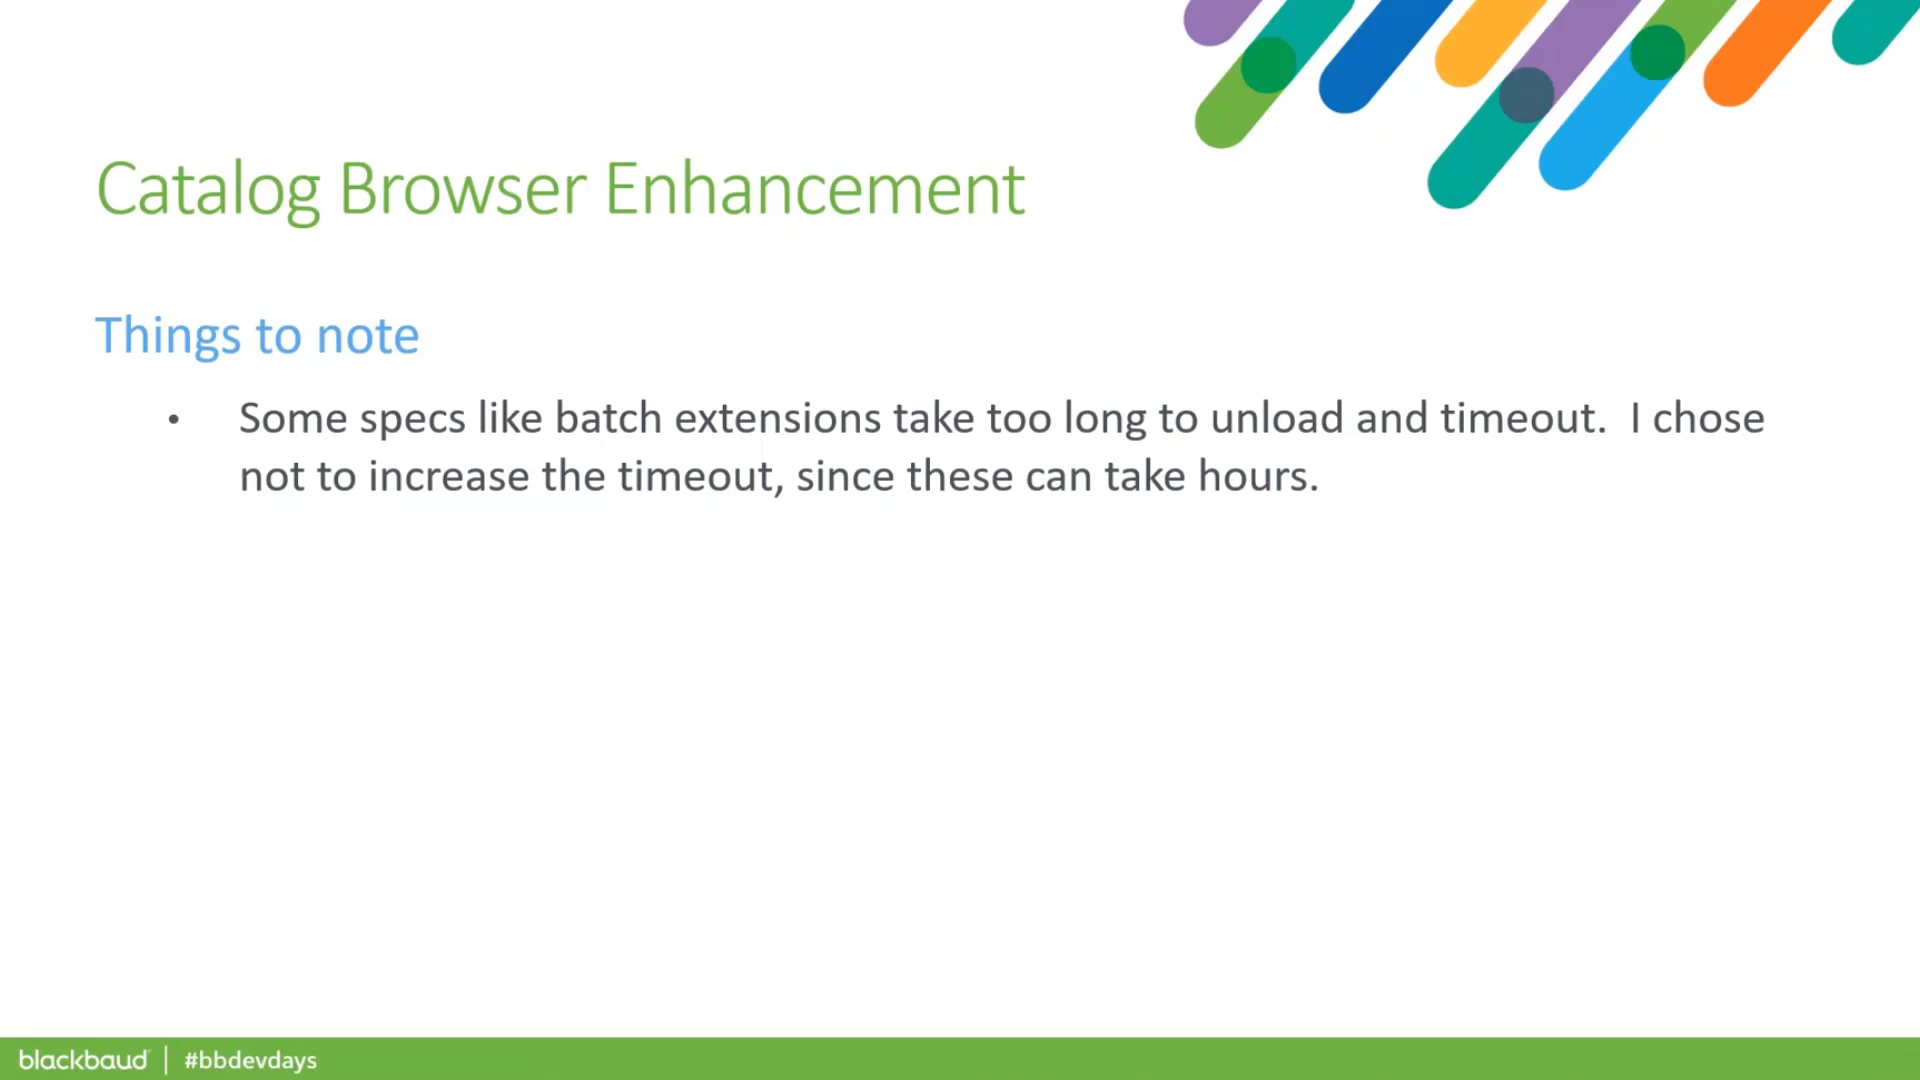 Catalog Browser Enhancement
Things to note
• Some specs like batch extensions take too long to unload and timeout.  I chose
not to increase the timeout, since these can take hours.
blackbaud | #bbdevdays